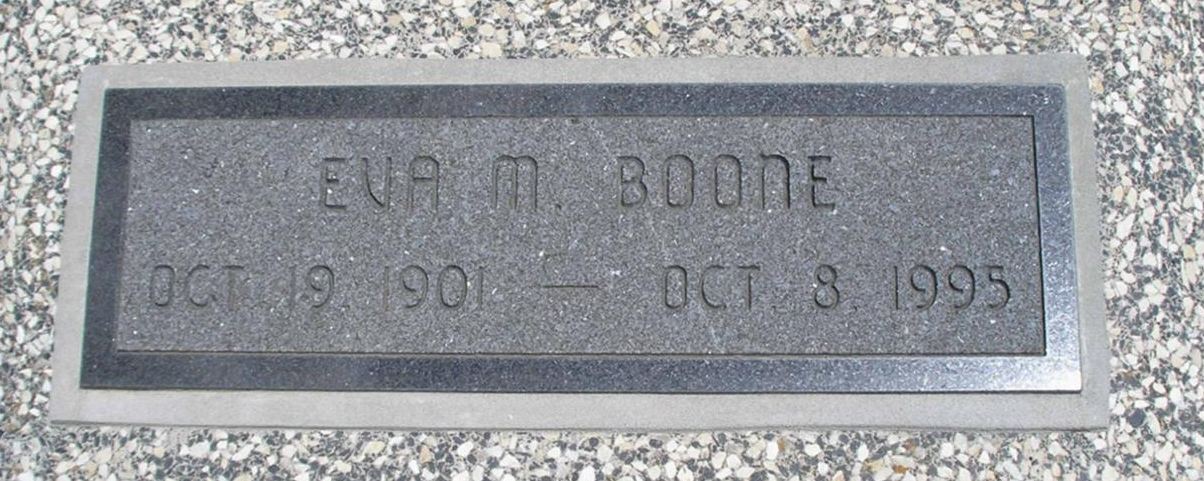 EVA M. BOONE
OCT. 19, 1901 — OCT. 8, 1995